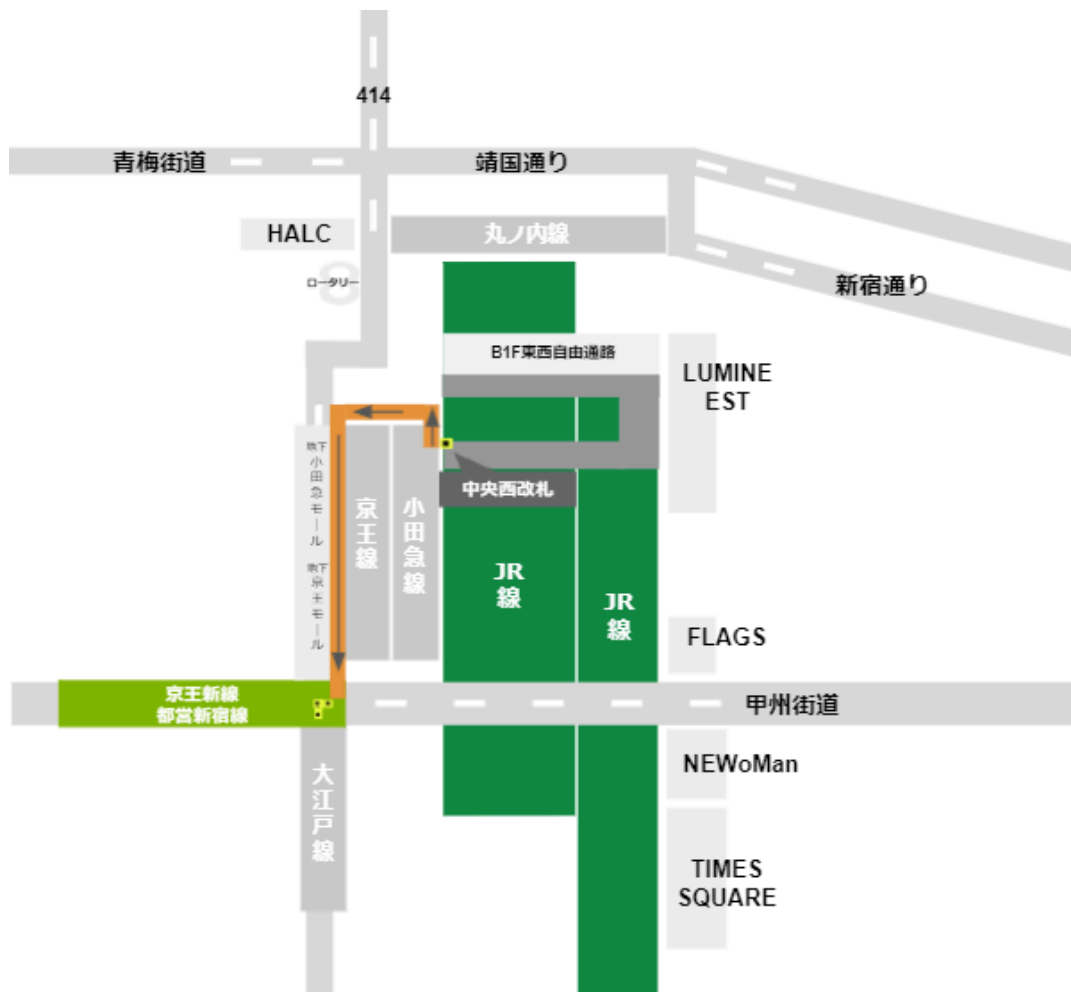 414
青梅街道
靖国通り
HALC
丸ノ内線
ロータリー
新宿通り
B1F東西自由通路
LUMINE
EST
地下
小田急モール
地下
京王モール
京王線
小田急線
中央西改札
JR
線
JR
線
FLAGS
京王新線
都営新宿線
甲州街道
大江戸線
NEWoMan
TIMES
SQUARE